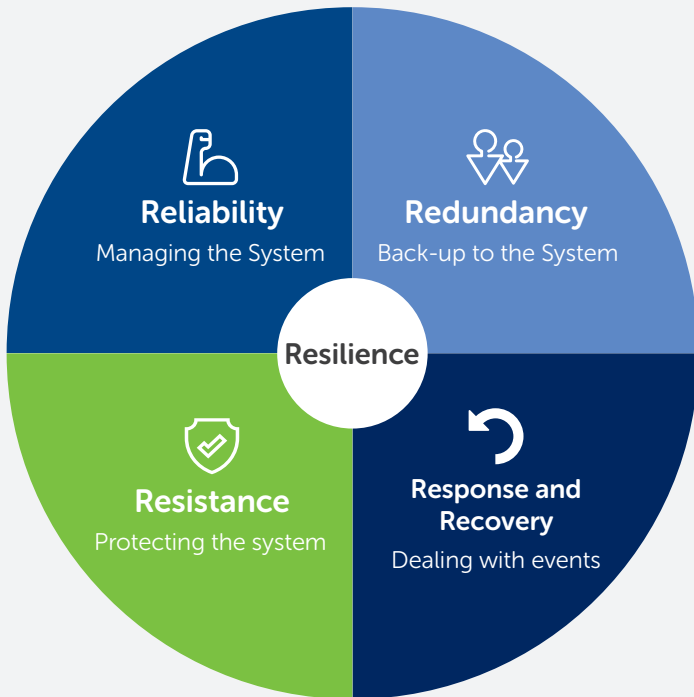 Reliability
Managing the System
Redundancy
Back-up to the System
Resilience
Resistance
Protecting the system
Response and
Recovery
Dealing with events